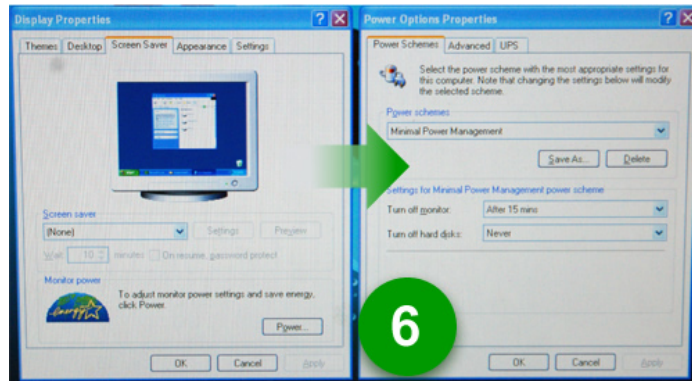 Display Properties
Themes Desktop Screen Saver Appearance Settings
Screen saver
(None)
Settings
Preview
Wait: 10 minutes On resume, password protect
Monitor power
To adjust monitor power settings and save energy,
click Power.
Power...
OK Cancel Apply
Power Options Properties
Power Schemes Advanced UPS
Select the power scheme with the most appropriate settings for
this computer. Note that changing the settings below will modify
the selected scheme.
Power schemes
Minimal Power Management
Save As... Delete
Settings for Minimal Power Management power scheme
Turn off monitor: After 15 mins
Turn off hard disks: Never
OK Cancel Apply
6